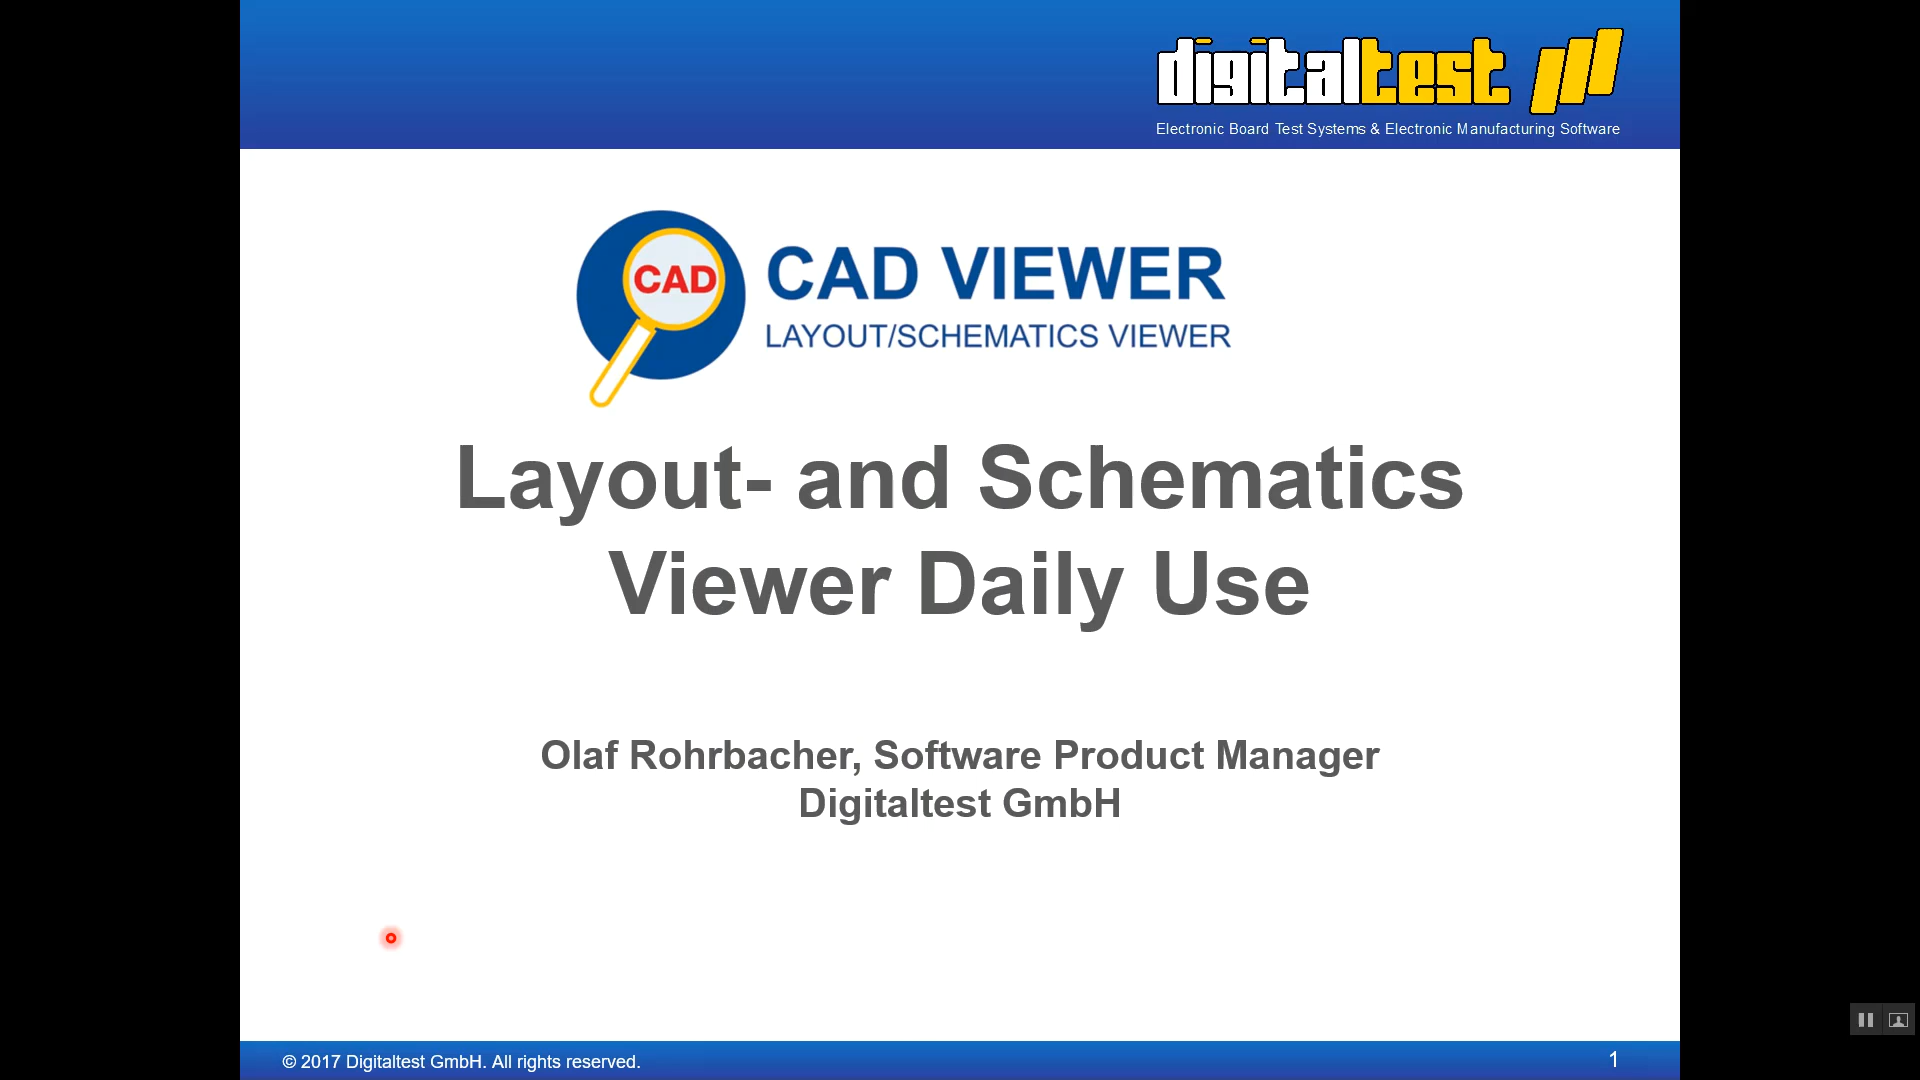 digitaltest
Electronic Board Test Systems & Electronic Manufacturing Software
CAD
CAD VIEWER
LAYOUT/SCHEMATICS VIEWER
Layout- and Schematics
Viewer Daily Use
Olaf Rohrbacher, Software Product Manager
Digitaltest GmbH
© 2017 Digitaltest GmbH. All rights reserved.
1